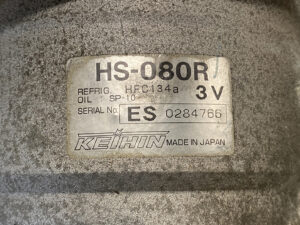 HS-080R
REFRIG. HFC134a 3V
OIL SP-10
SERIAL No. ES 0284766
KEIHIN MADE IN JAPAN